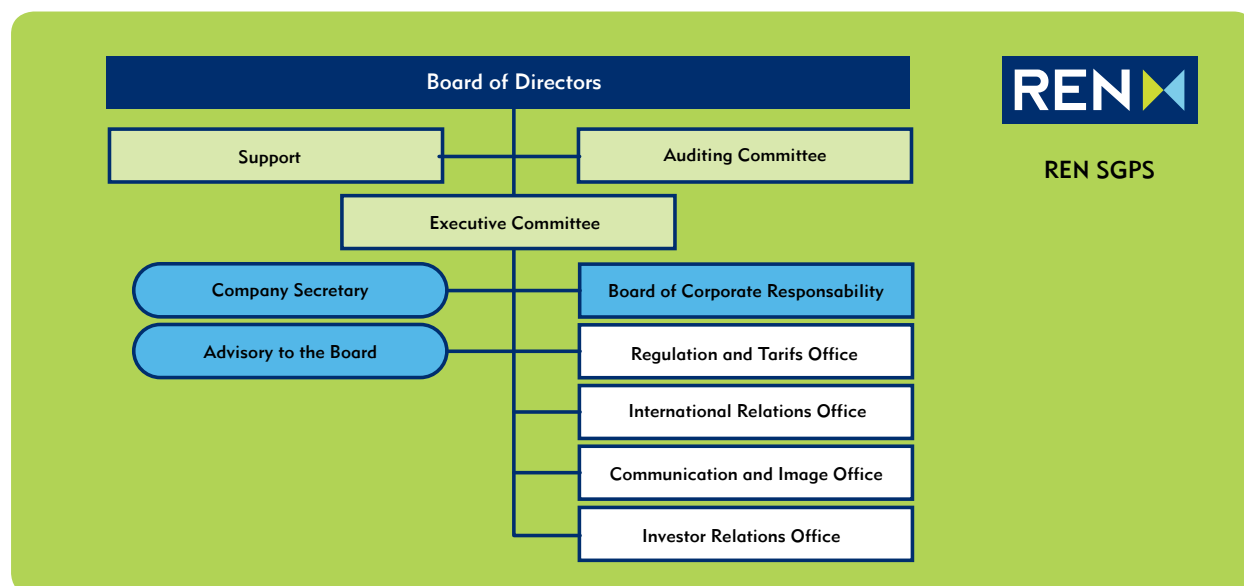 Board of Directors
REN
REN SGPS
Support
Auditing Committee
Executive Committee
Company Secretary
Board of Corporate Responsability
Advisory to the Board
Regulation and Tarifs Office
International Relations Office
Communication and Image Office
Investor Relations Office